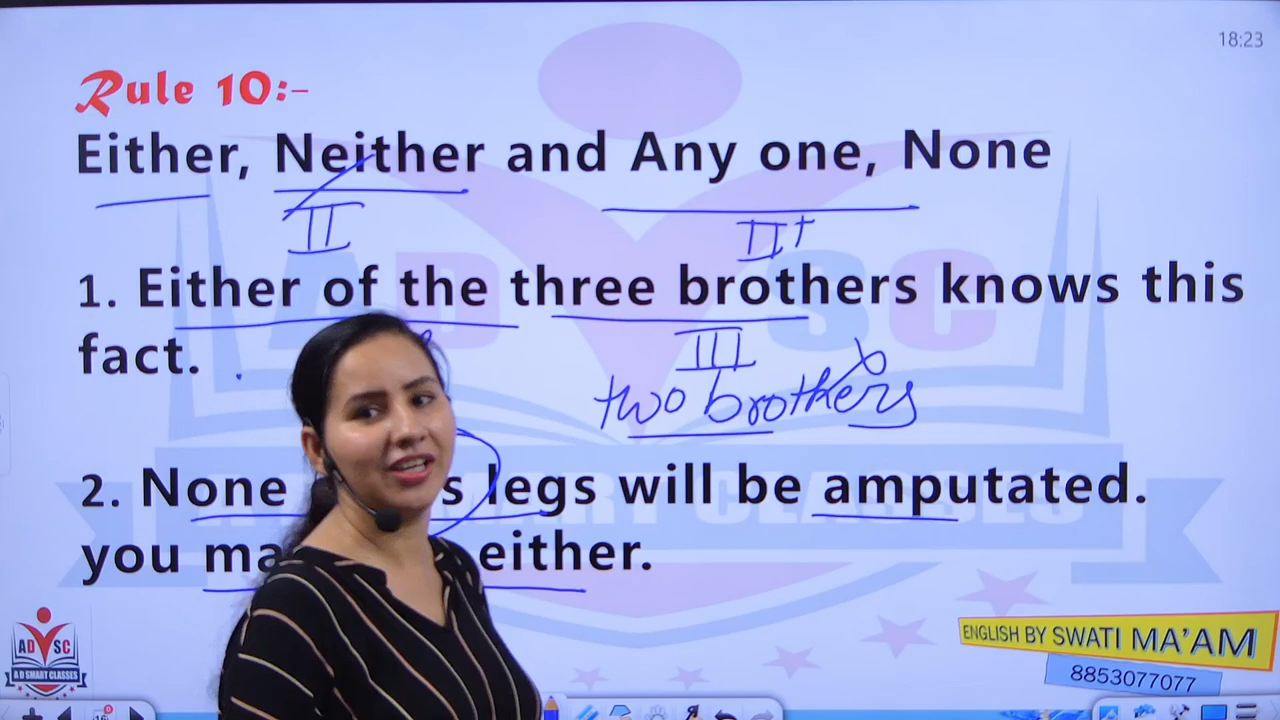 18:23
Rule 10:-
Either, Neither and Any one, None
II II+
1. Either of the three brothers knows this
fact.
III
two brothers
2. None s legs will be amputated.
you ma either.
AD SC
A D SMART CLASSES
ENGLISH BY SWATI MA'AM
8853077077